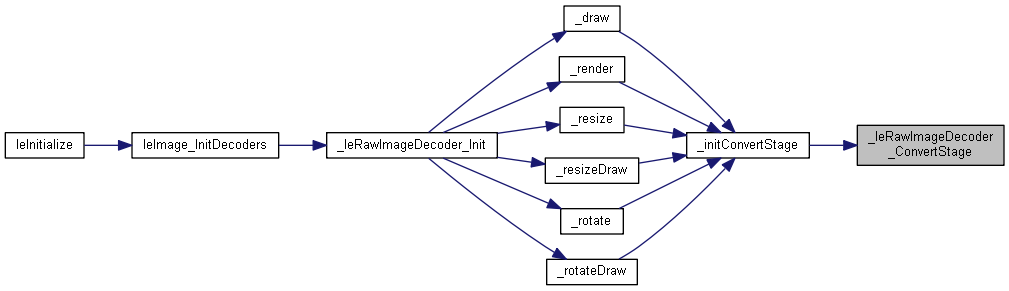 leInitialize
leImage_InitDecoders
_leRawImageDecoder_Init
_draw
_render
_resize
_resizeDraw
_rotate
_rotateDraw
_initConvertStage
_leRawImageDecoder
_ConvertStage